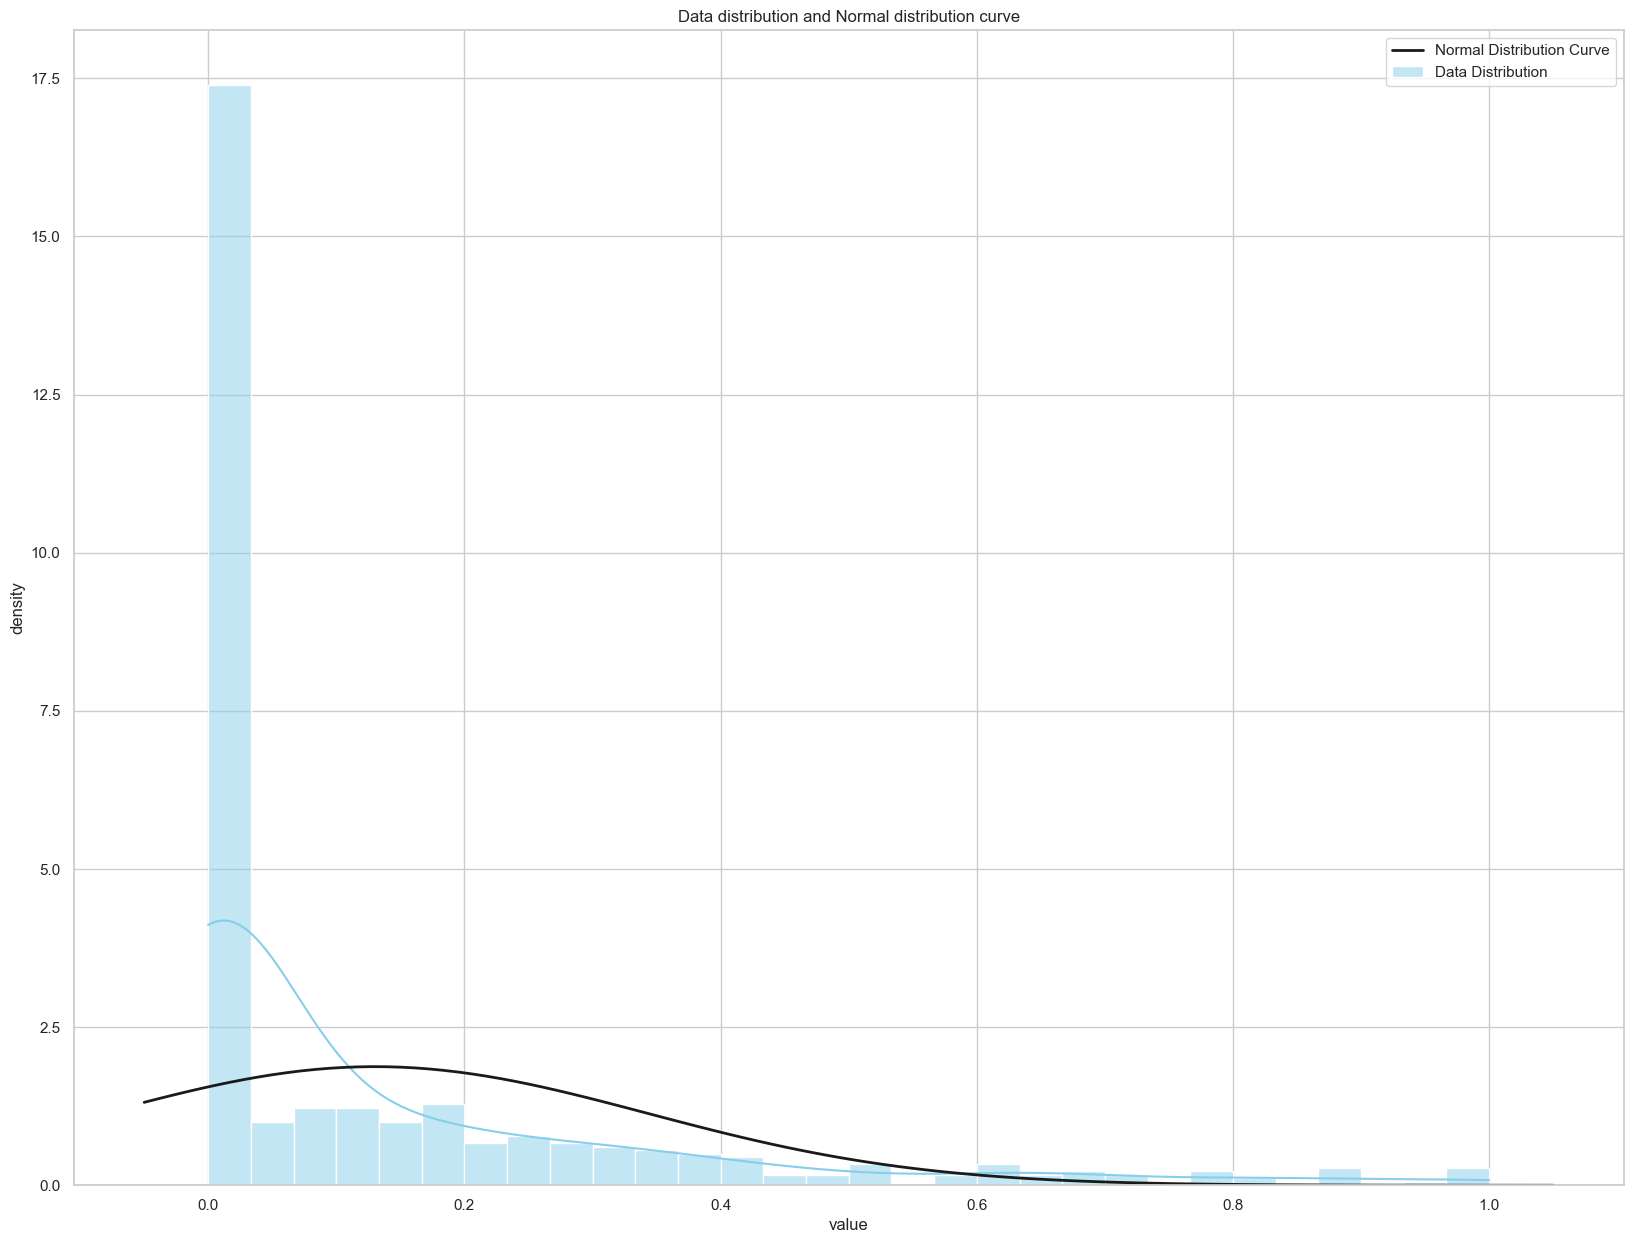 Data distribution and Normal distribution curve
Normal Distribution Curve
Data Distribution
17.5
15.0
12.5
10.0
7.5
5.0
2.5
0.0
density
0.0 0.2 0.4 0.6 0.8 1.0
value